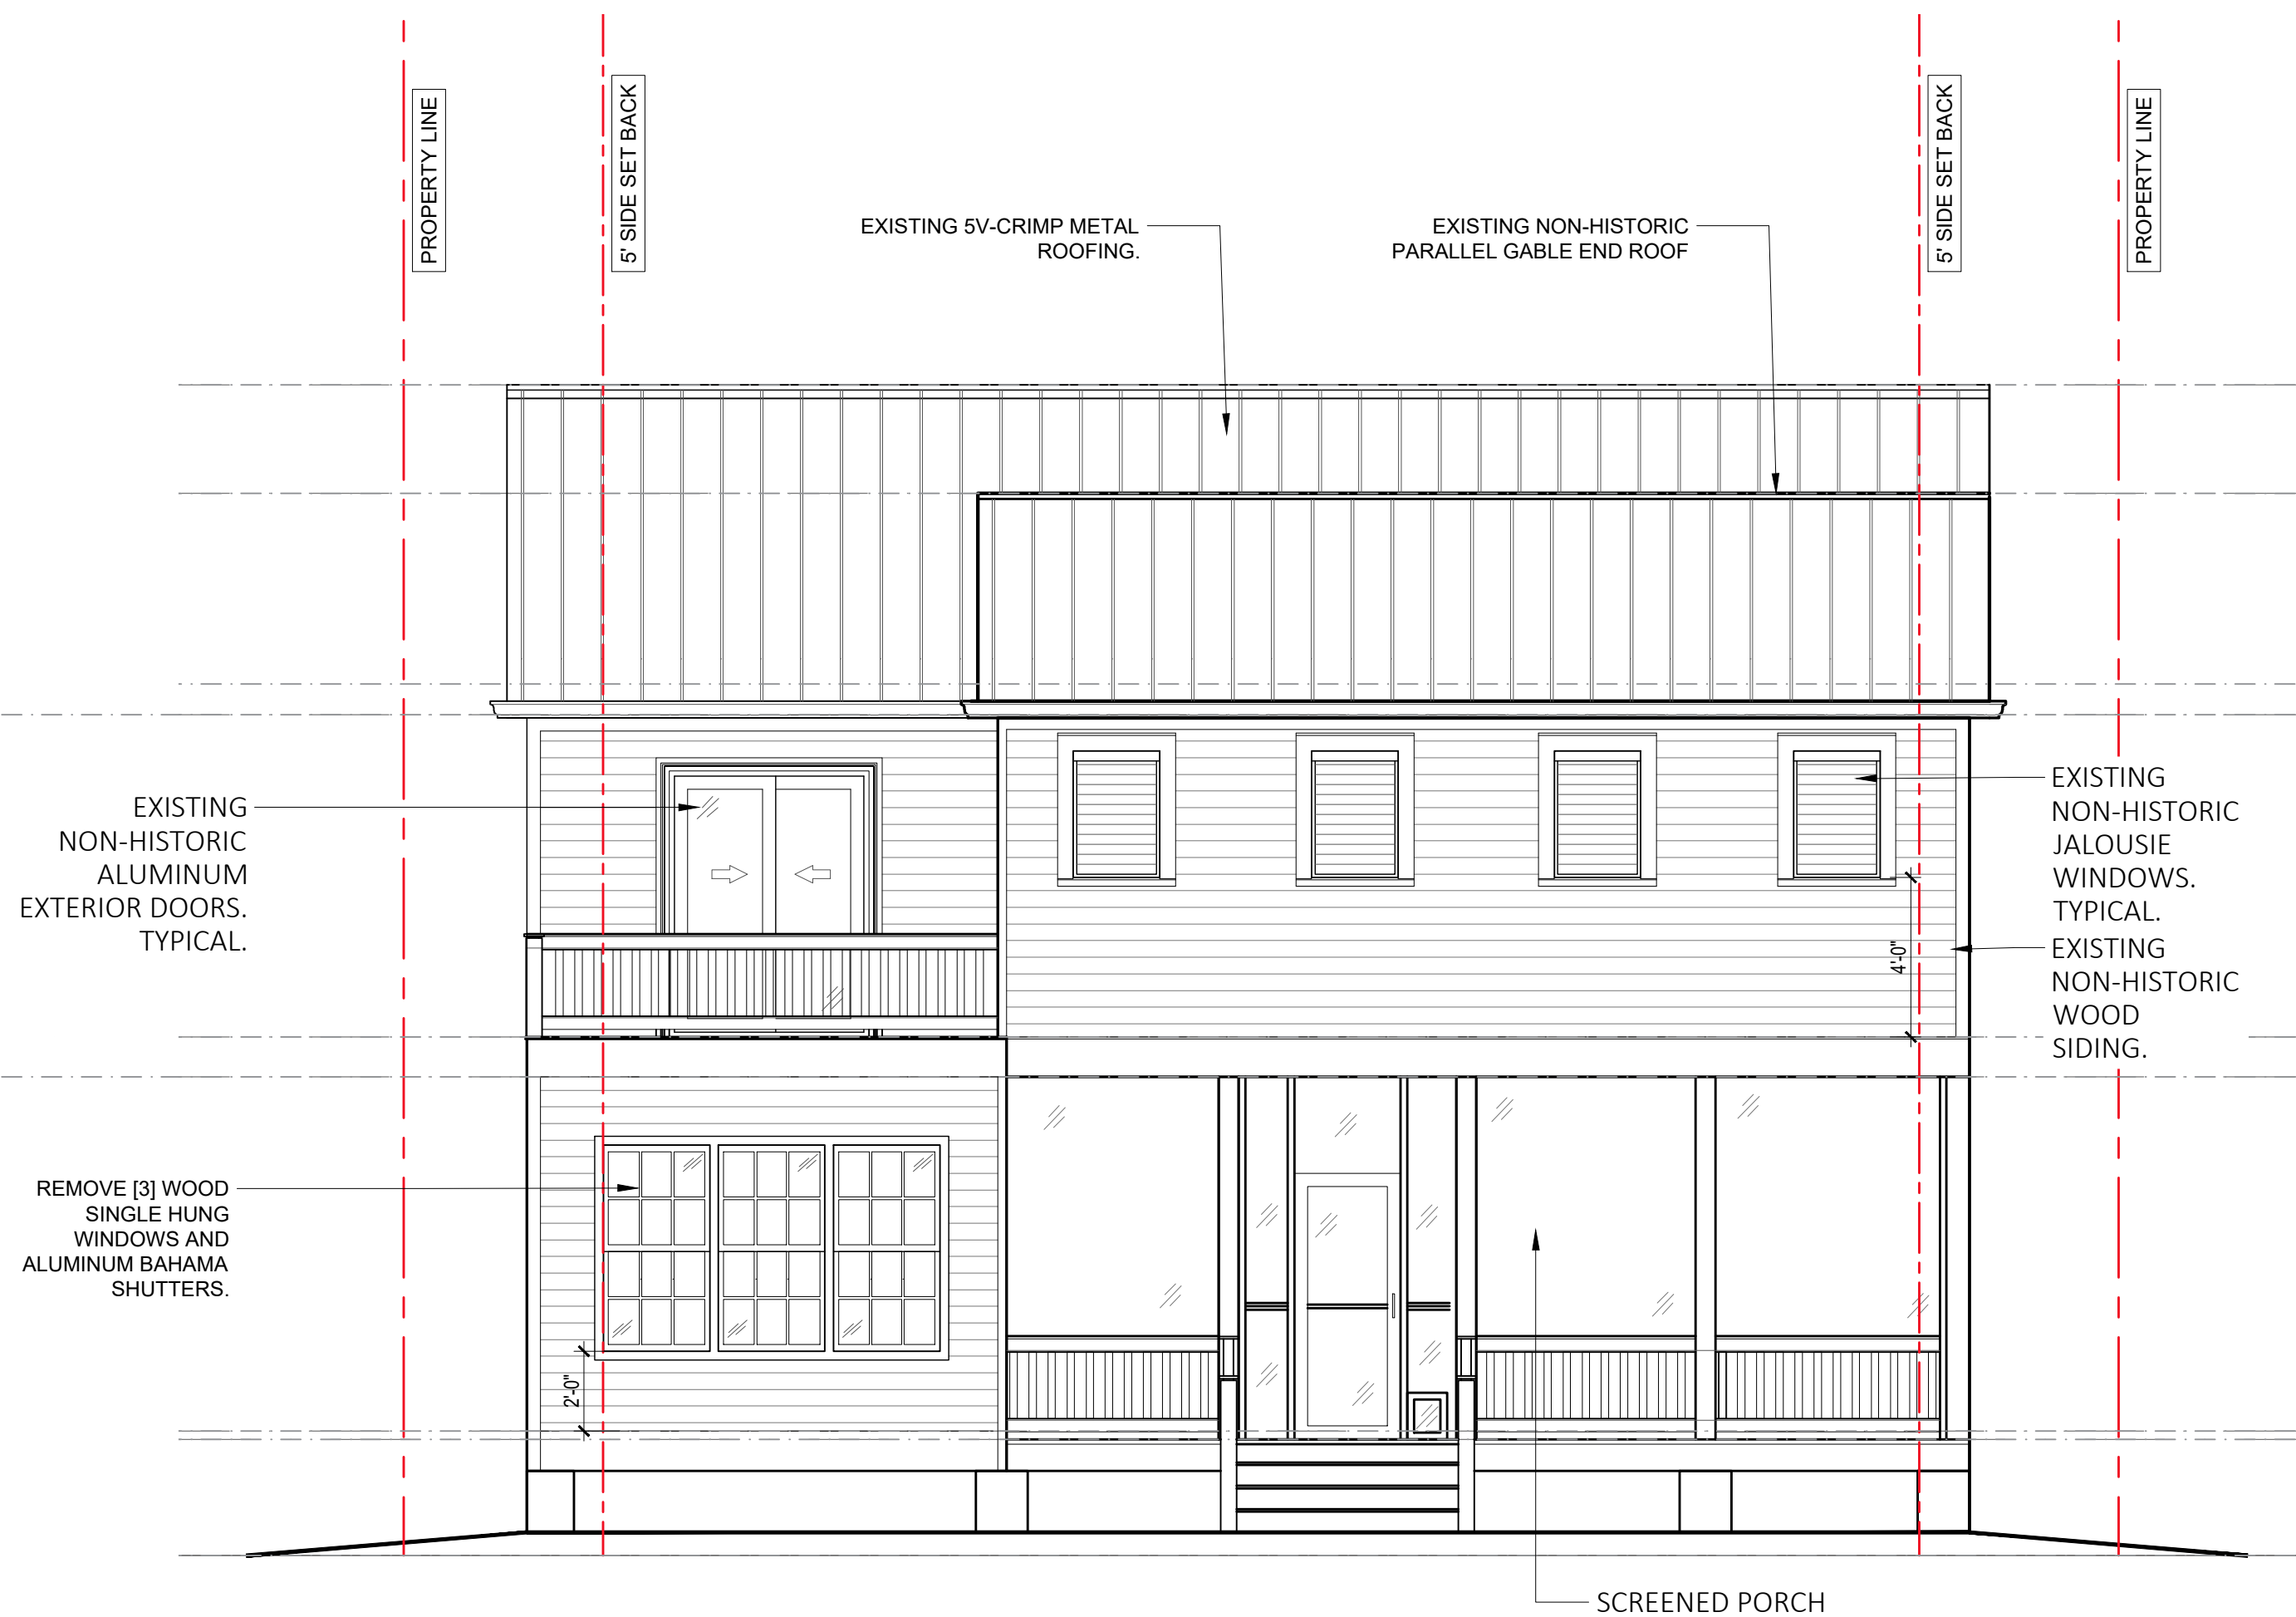 PROPERTY LINE
5' SIDE SET BACK
5' SIDE SET BACK
PROPERTY LINE
EXISTING 5V-CRIMP METAL
ROOFING.
EXISTING NON-HISTORIC
PARALLEL GABLE END ROOF
EXISTING
NON-HISTORIC
ALUMINUM
EXTERIOR DOORS.
TYPICAL.
EXISTING
NON-HISTORIC
JALOUSIE
WINDOWS.
TYPICAL.
4'-0"
EXISTING
NON-HISTORIC
WOOD
SIDING.
REMOVE [3] WOOD
SINGLE HUNG
WINDOWS AND
ALUMINUM BAHAMA
SHUTTERS.
2'-0"
SCREENED PORCH